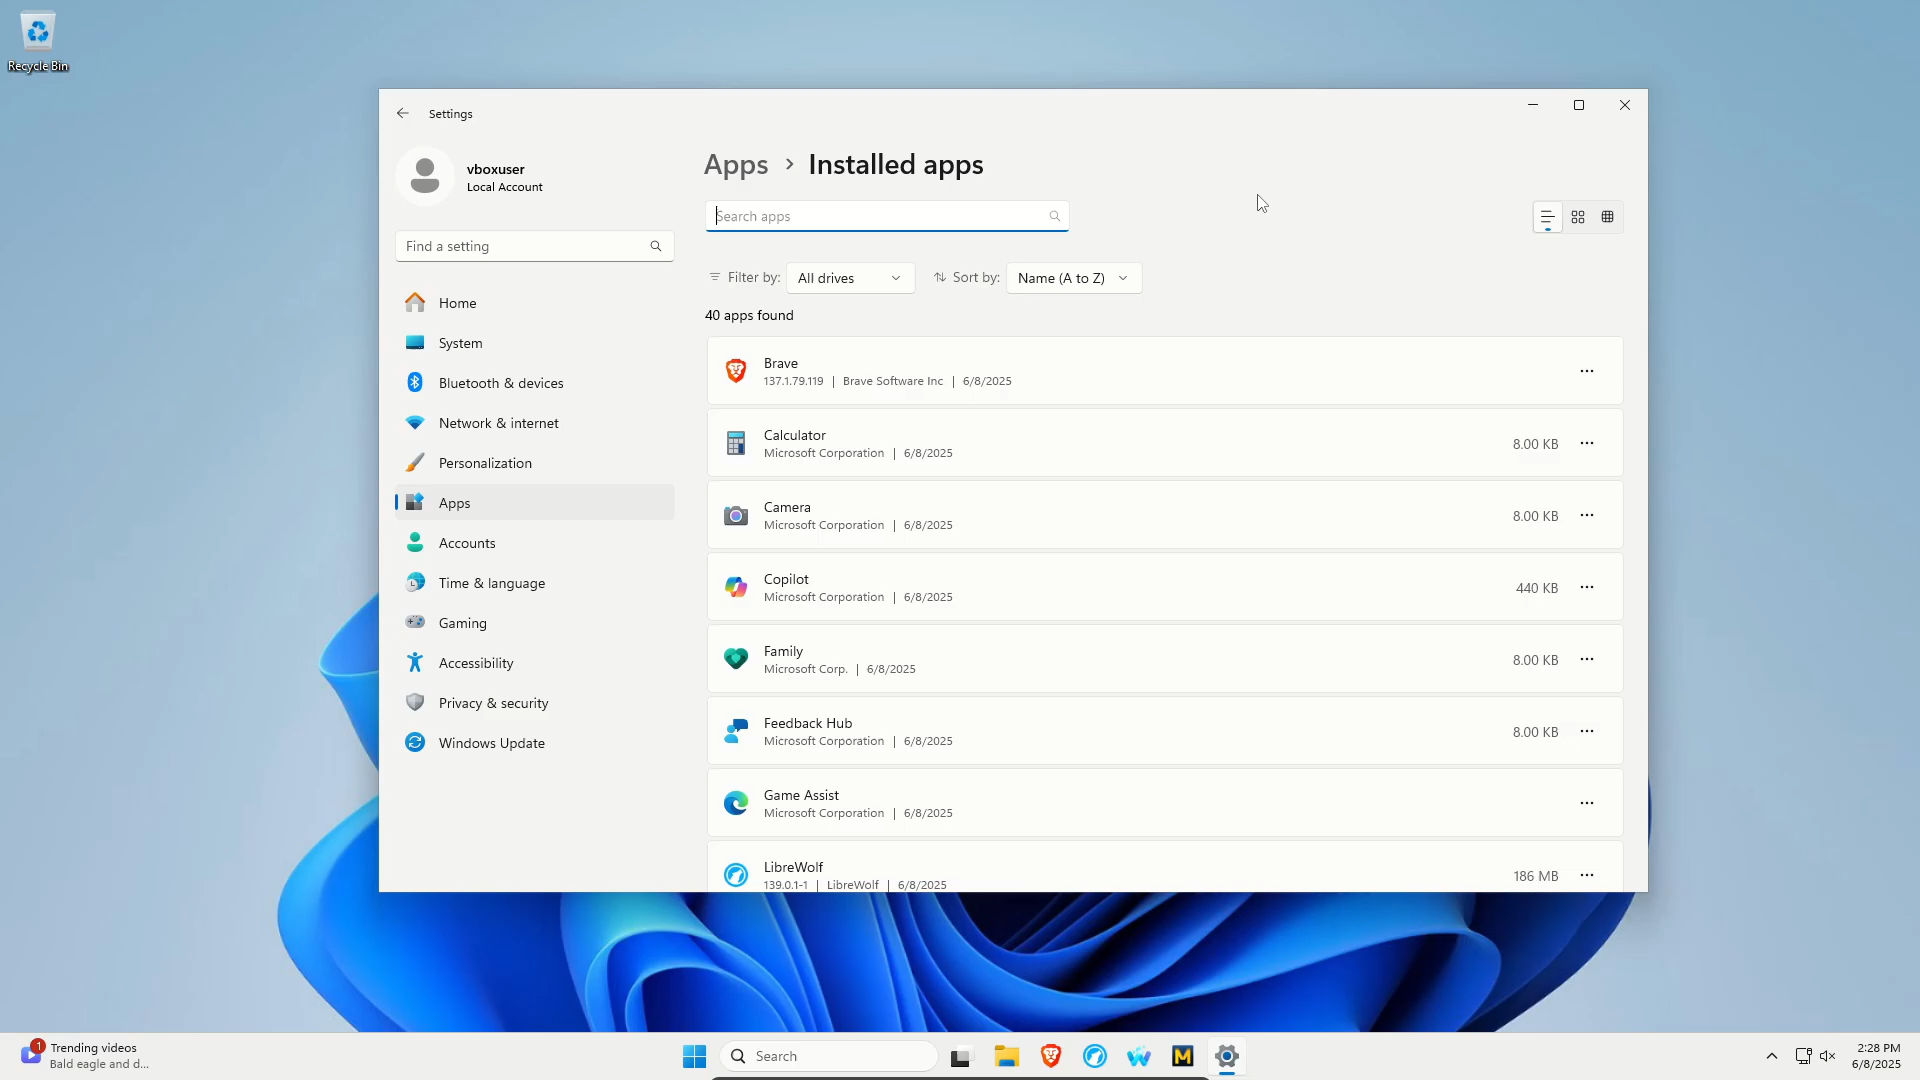 Recycle Bin
Settings
vboxuser
Local Account
Find a setting
Home
System
Bluetooth & devices
Network & internet
Personalization
Apps
Accounts
Time & language
Gaming
Accessibility
Privacy & security
Windows Update
Apps > Installed apps
Search apps
Filter by: All drives Sort by: Name (A to Z)
40 apps found
Brave
137.1.79.119 | Brave Software Inc | 6/8/2025
Calculator
Microsoft Corporation | 6/8/2025
8.00 KB
Camera
Microsoft Corporation | 6/8/2025
8.00 KB
Copilot
Microsoft Corporation | 6/8/2025
440 KB
Family
Microsoft Corp. | 6/8/2025
8.00 KB
Feedback Hub
Microsoft Corporation | 6/8/2025
8.00 KB
Game Assist
Microsoft Corporation | 6/8/2025
LibreWolf
139.0.1-1 | LibreWolf | 6/8/2025
186 MB
1
Trending videos
Bald eagle and d...
Search
2:28 PM
6/8/2025